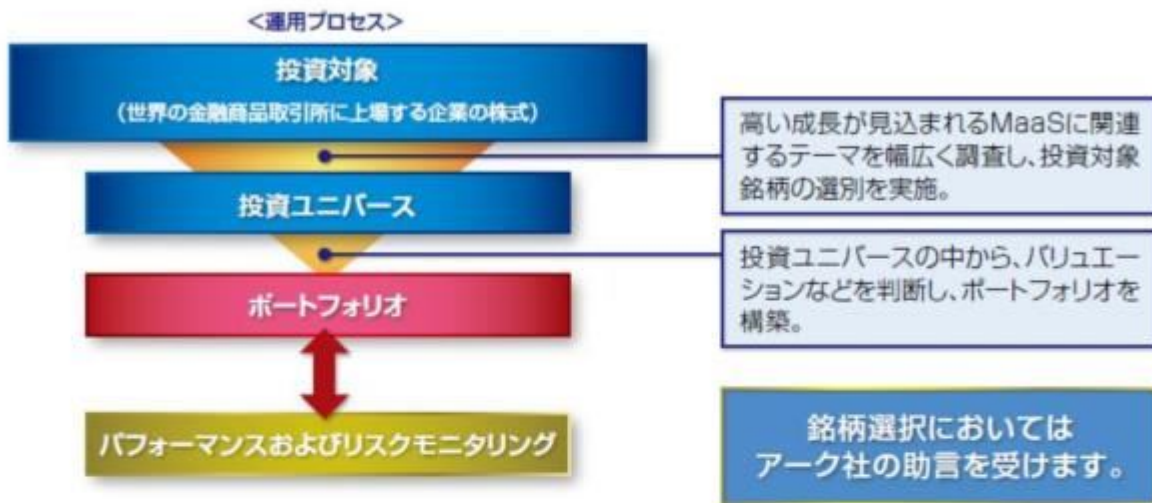 ＜運用プロセス＞
投資対象
（世界の金融商品取引所に上場する企業の株式）
高い成長が見込まれるMaaSに関連
するテーマを幅広く調査し、投資対象
銘柄の選別を実施。
投資ユニバース
投資ユニバースの中から、バリュエー
ションなどを判断し、ポートフォリオを
構築。
ポートフォリオ
パフォーマンスおよびリスクモニタリング
銘柄選択においては
アーク社の助言を受けます。